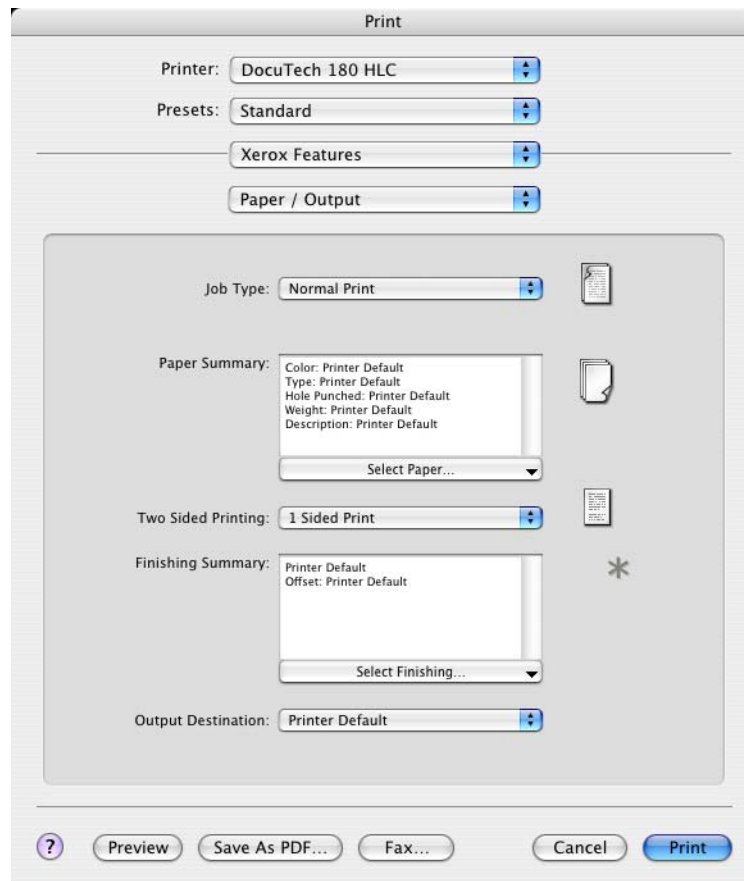 Print
Printer: DocuTech 180 HLC
Presets: Standard
Xerox Features
Paper / Output
Job Type: Normal Print
Paper Summary: Color: Printer Default
Type: Printer Default
Hole Punched: Printer Default
Weight: Printer Default
Description: Printer Default
Select Paper...
Two Sided Printing: 1 Sided Print
Finishing Summary: Printer Default
Offset: Printer Default
Select Finishing...
Output Destination: Printer Default
? Preview Save As PDF... Fax... Cancel Print